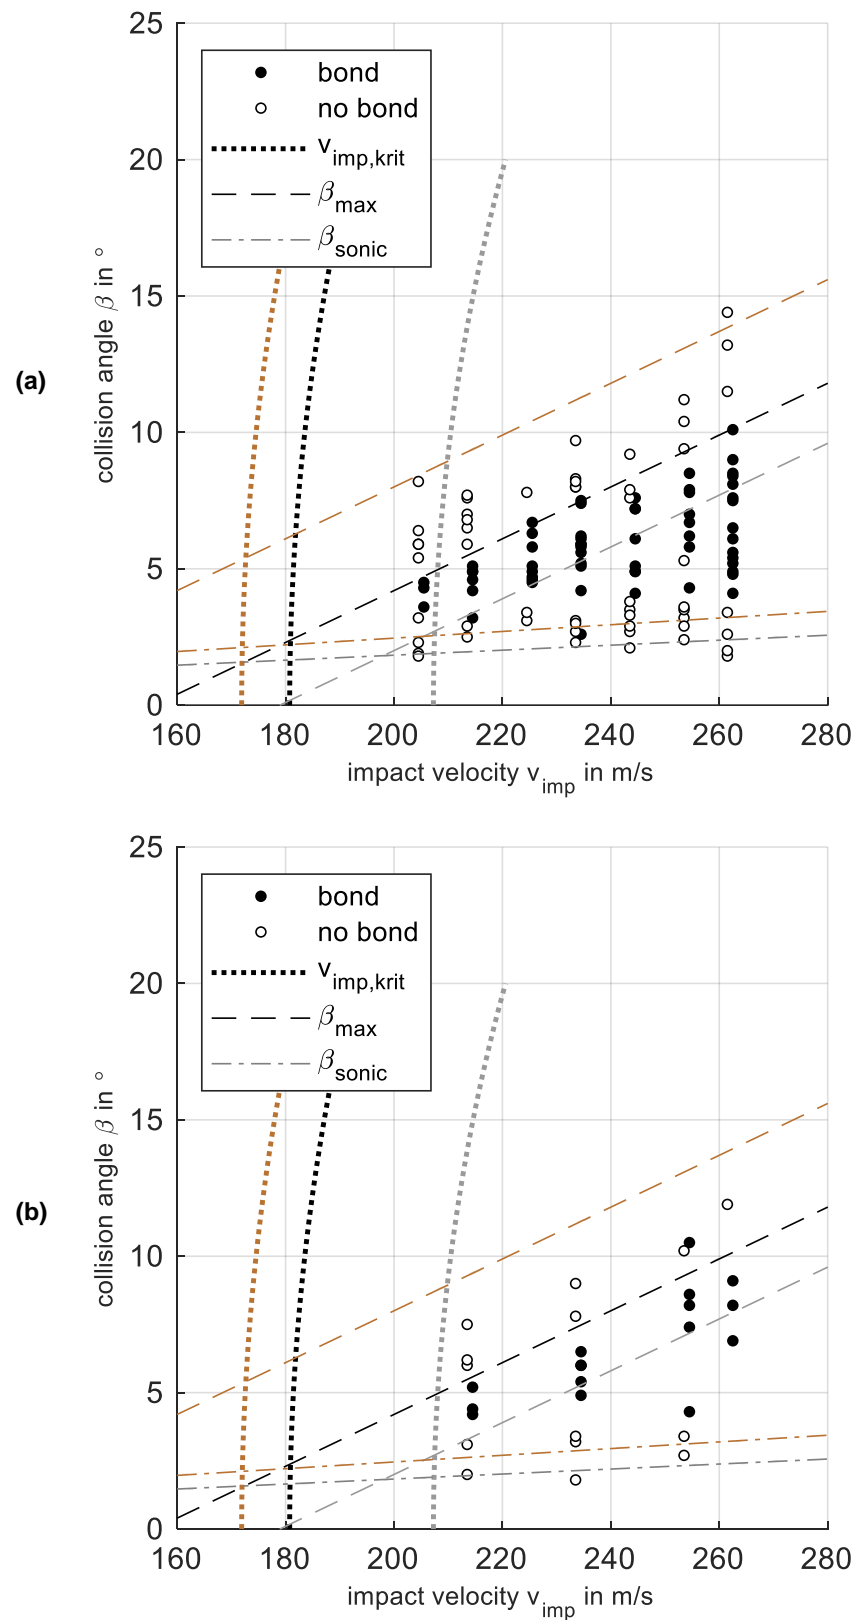 25
20
15
10
5
0
bond
no bond
v_imp,krit
β_max
β_sonic
collision angle β in °
(a)
160 180 200 220 240 260 280
impact velocity v_imp in m/s
25
20
15
10
5
0
bond
no bond
v_imp,krit
β_max
β_sonic
collision angle β in °
(b)
160 180 200 220 240 260 280
impact velocity v_imp in m/s